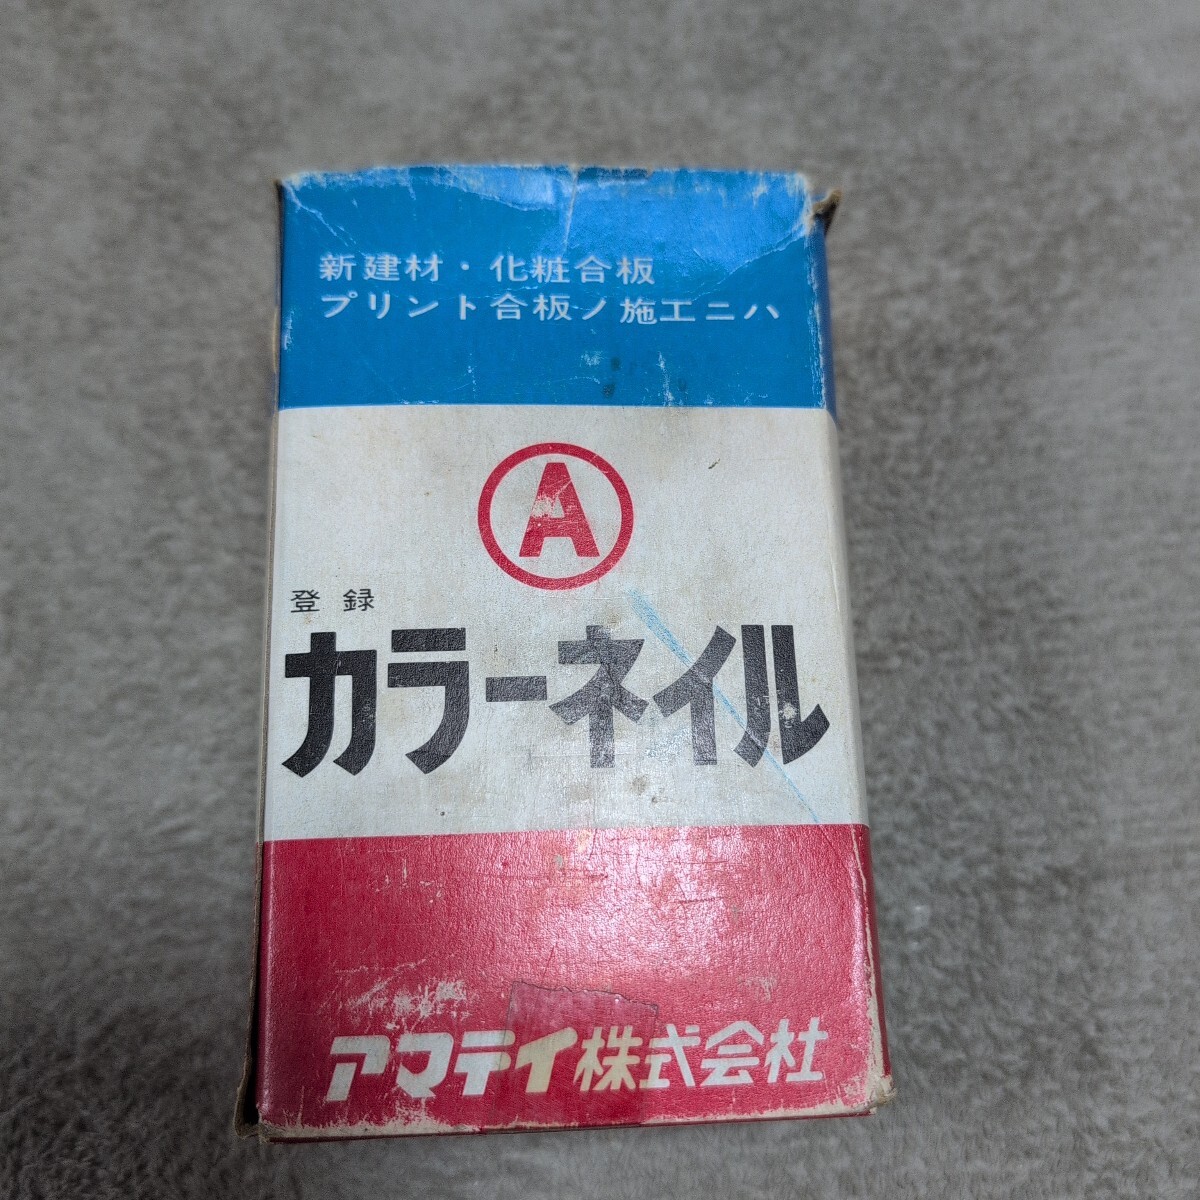 新建材・化粧合板
プリント合板ノ施工ニハ
A
登録
カラーネイル
アマテイ株式会社